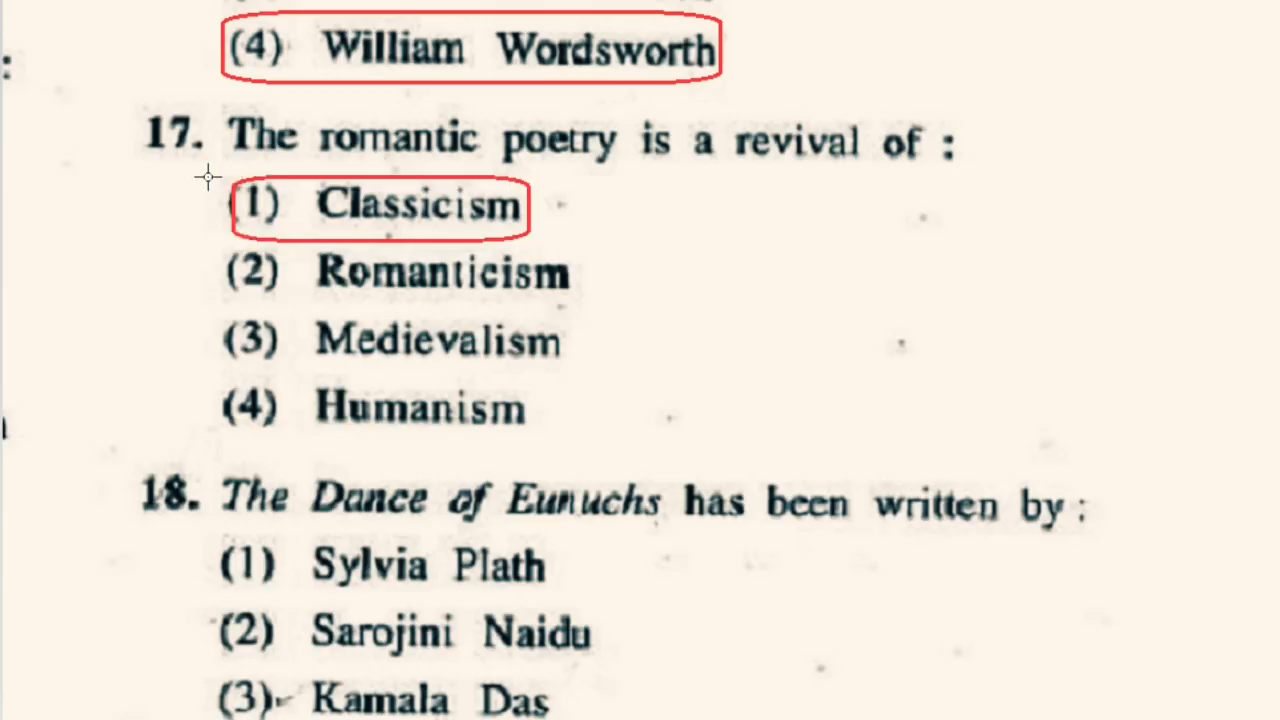 (4) William Wordsworth
17. The romantic poetry is a revival of :
(1) Classicism
(2) Romanticism
(3) Medievalism
(4) Humanism
18. The Dance of Eunuchs has been written by :
(1) Sylvia Plath
(2) Sarojini Naidu
(3) Kamala Das